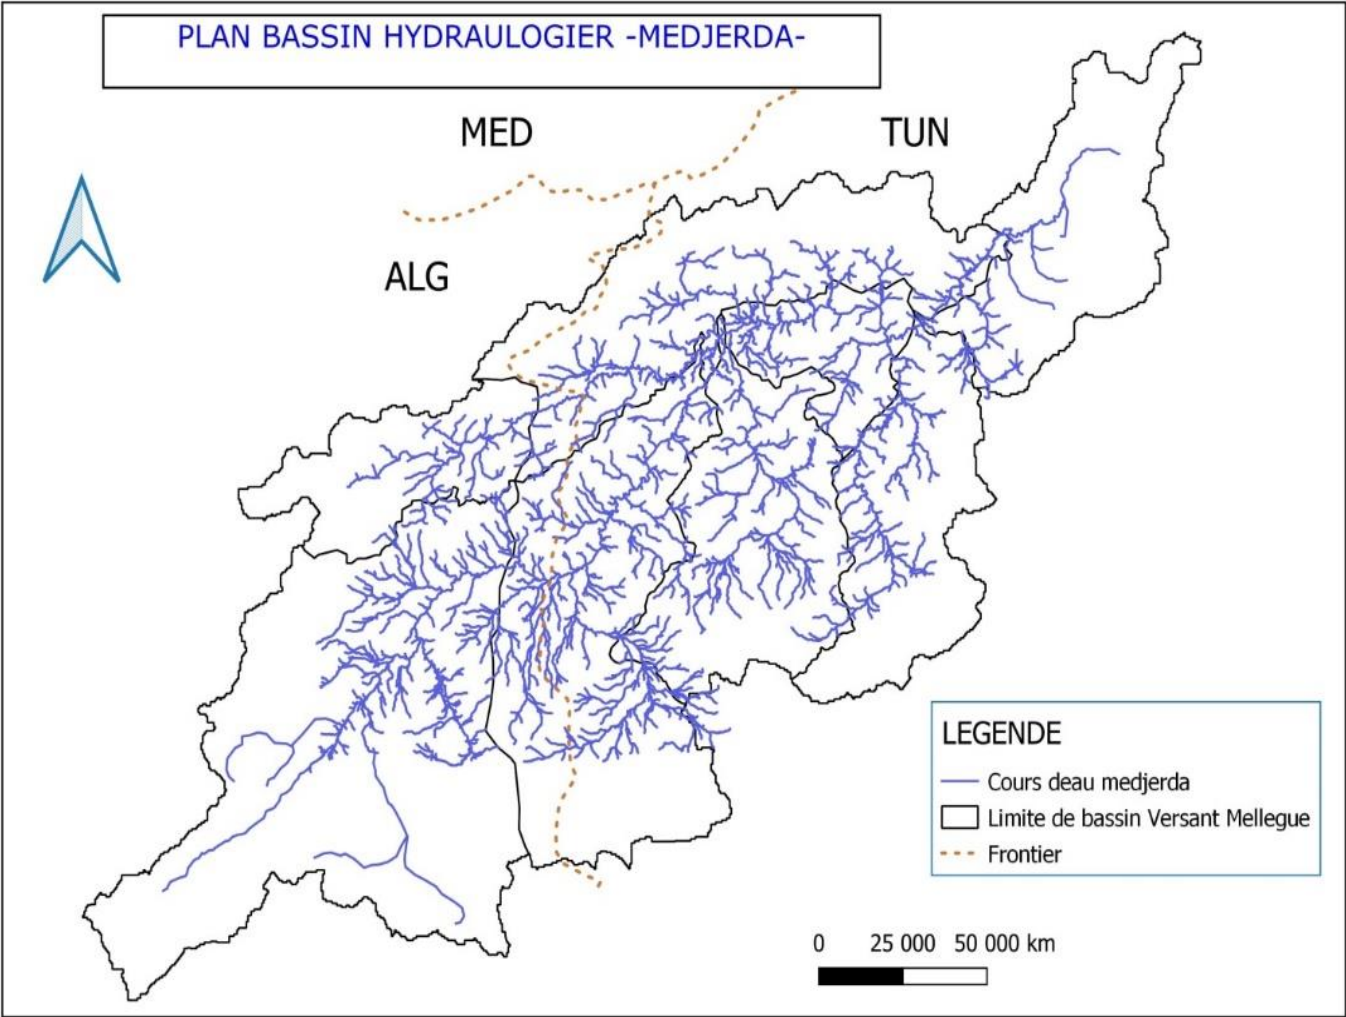 PLAN BASSIN HYDRAULOGIER -MEDJERDA-
MED
TUN
ALG
LEGENDE
Cours deau medjerda
Limite de bassin Versant Mellegue
Frontier
0 25 000 50 000 km